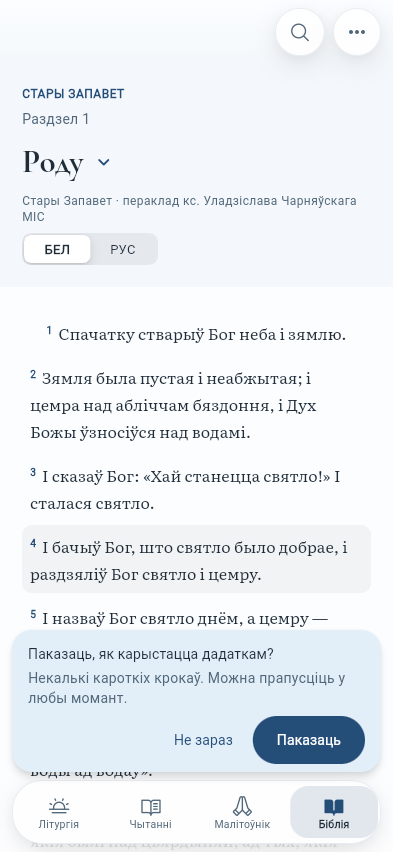 СТАРЫ ЗАПАВЕТ
Раздзел 1
Роду
Стары Запавет · пераклад кс. Уладзіслава Чарняўскага
МІС
БЕЛ РУС
1 Спачатку стварыў Бог неба і зямлю.
2 Зямля была пустая і неабжытая; і
цемра над абліччам бяздоння, і Дух
Божы ўзносіўся над водамі.
3 І сказаў Бог: «Хай станецца святло!» І
сталася святло.
4 І бачыў Бог, што святло было добрае, і
раздзяліў Бог святло і цемру.
5 І назваў Бог святло днём, а цемру —
Паказаць, як карыстацца дадаткам?
Некалькі кароткіх крокаў. Можна прапусціць у
любы момант.
Не зараз Паказаць
воды ад водаў».
Літургія Чытанні Малітоўнік Біблія